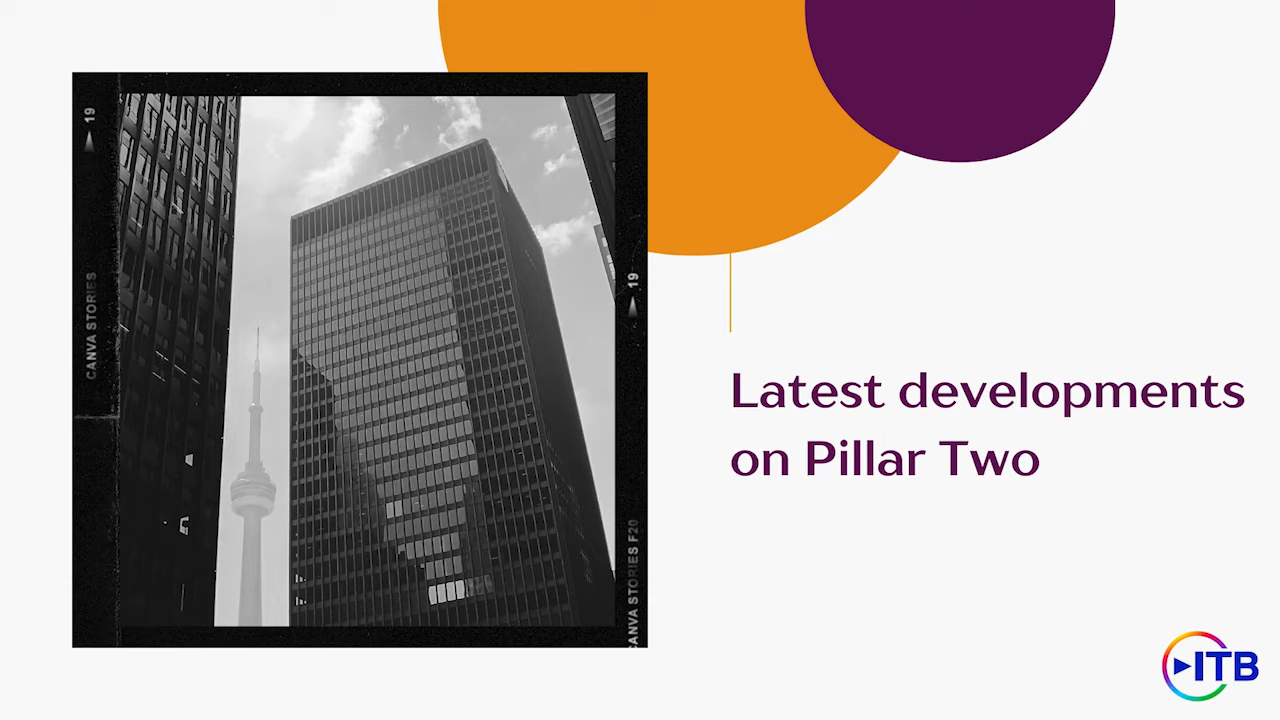 19
CANVA STORIES
19
CANVA STORIES F20
Latest developments
on Pillar Two
ITB